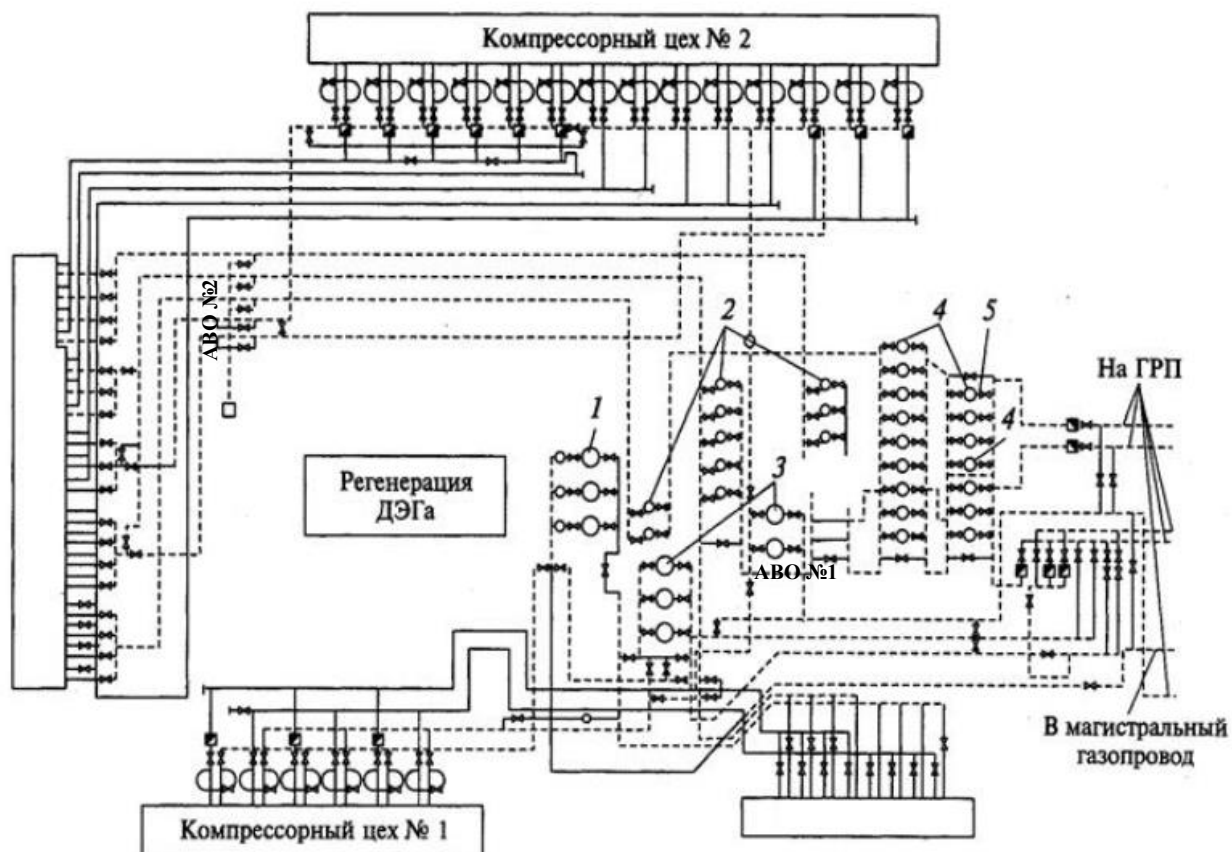 Компрессорный цех № 2
АВО №2
2
4
5
На ГРП
1
4
Регенерация
ДЭГа
3
АВО №1
В магистральный
газопровод
Компрессорный цех № 1